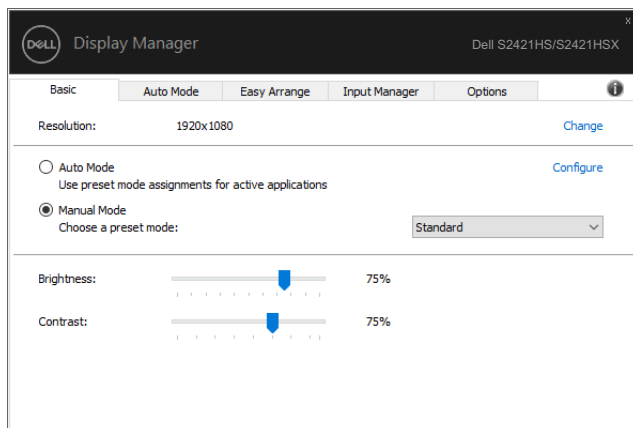 x
DELL Display Manager Dell S2421HS/S2421HSX
Basic Auto Mode Easy Arrange Input Manager Options i
Resolution: 1920x1080 Change
Auto Mode Configure
Use preset mode assignments for active applications
Manual Mode
Choose a preset mode: Standard
Brightness: 75%
Contrast: 75%